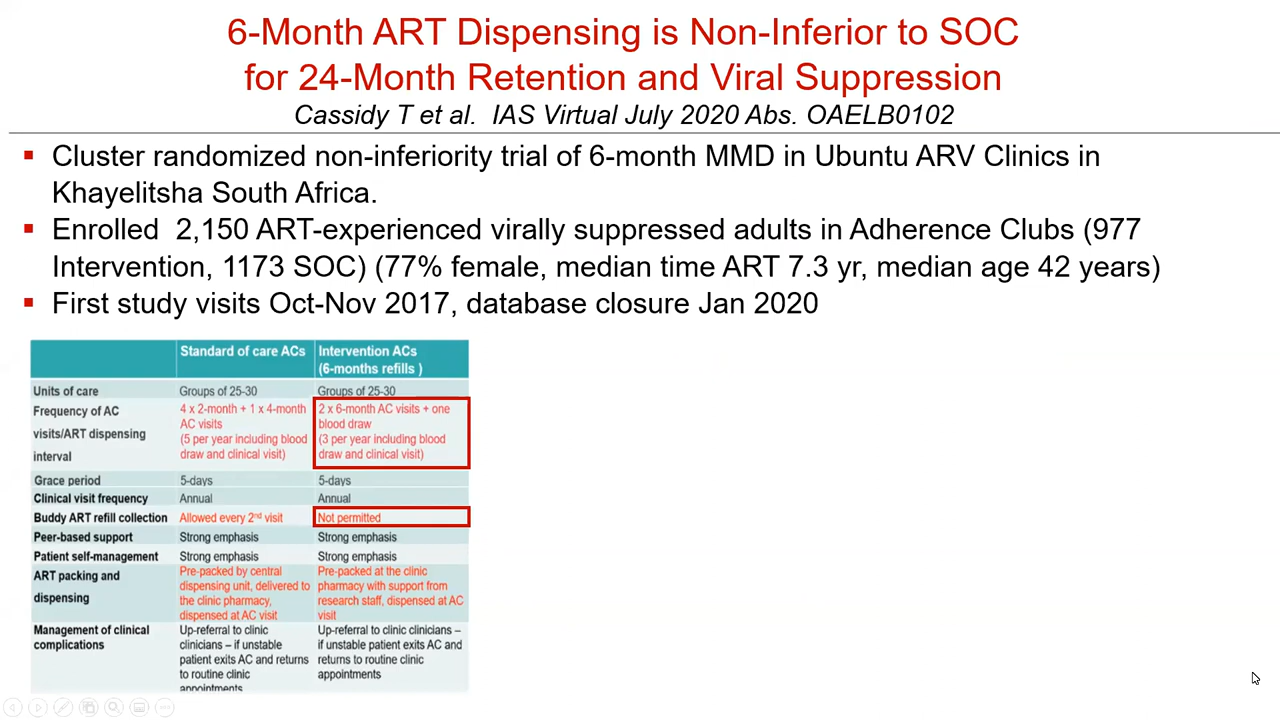 6-Month ART Dispensing is Non-Inferior to SOC
for 24-Month Retention and Viral Suppression
Cassidy T et al. IAS Virtual July 2020 Abs. OAELB0102
▪ Cluster randomized non-inferiority trial of 6-month MMD in Ubuntu ARV Clinics in
Khayelitsha South Africa.
▪ Enrolled 2,150 ART-experienced virally suppressed adults in Adherence Clubs (977
Intervention, 1173 SOC) (77% female, median time ART 7.3 yr, median age 42 years)
▪ First study visits Oct-Nov 2017, database closure Jan 2020
Standard of care ACs
Intervention ACs
(6-months refills )
Units of care
Groups of 25-30
Groups of 25-30
Frequency of AC
visits/ART dispensing
interval
4 x 2-month + 1 x 4-month
AC visits
(5 per year including blood
draw and clinical visit)
2 x 6-month AC visits + one
blood draw
(3 per year including blood
draw and clinical visit)
Grace period
5-days
5-days
Clinical visit frequency
Annual
Annual
Buddy ART refill collection
Allowed every 2nd visit
Not permitted
Peer-based support
Strong emphasis
Strong emphasis
Patient self-management
Strong emphasis
Strong emphasis
ART packing and
dispensing
Pre-packed by central
dispensing unit, delivered to
the clinic pharmacy,
dispensed at AC visit
Pre-packed at the clinic
pharmacy with support from
research staff, dispensed at AC
visit
Management of clinical
complications
Up-referral to clinic
clinicians – if unstable
patient exits AC and returns
to routine clinic
appointments
Up-referral to clinic clinicians –
if unstable patient exits AC and
returns to routine clinic
appointments